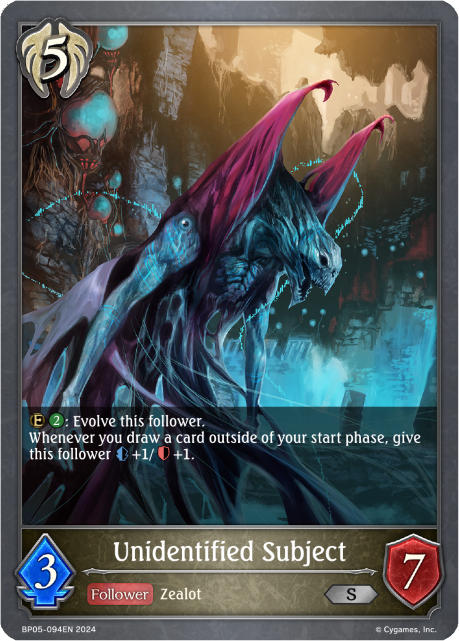 5
E 2: Evolve this follower.
Whenever you draw a card outside of your start phase, give
this follower +1/ +1.
Unidentified Subject
3
7
Follower Zealot
S
BP05-094EN 2024
© Cygames, Inc.